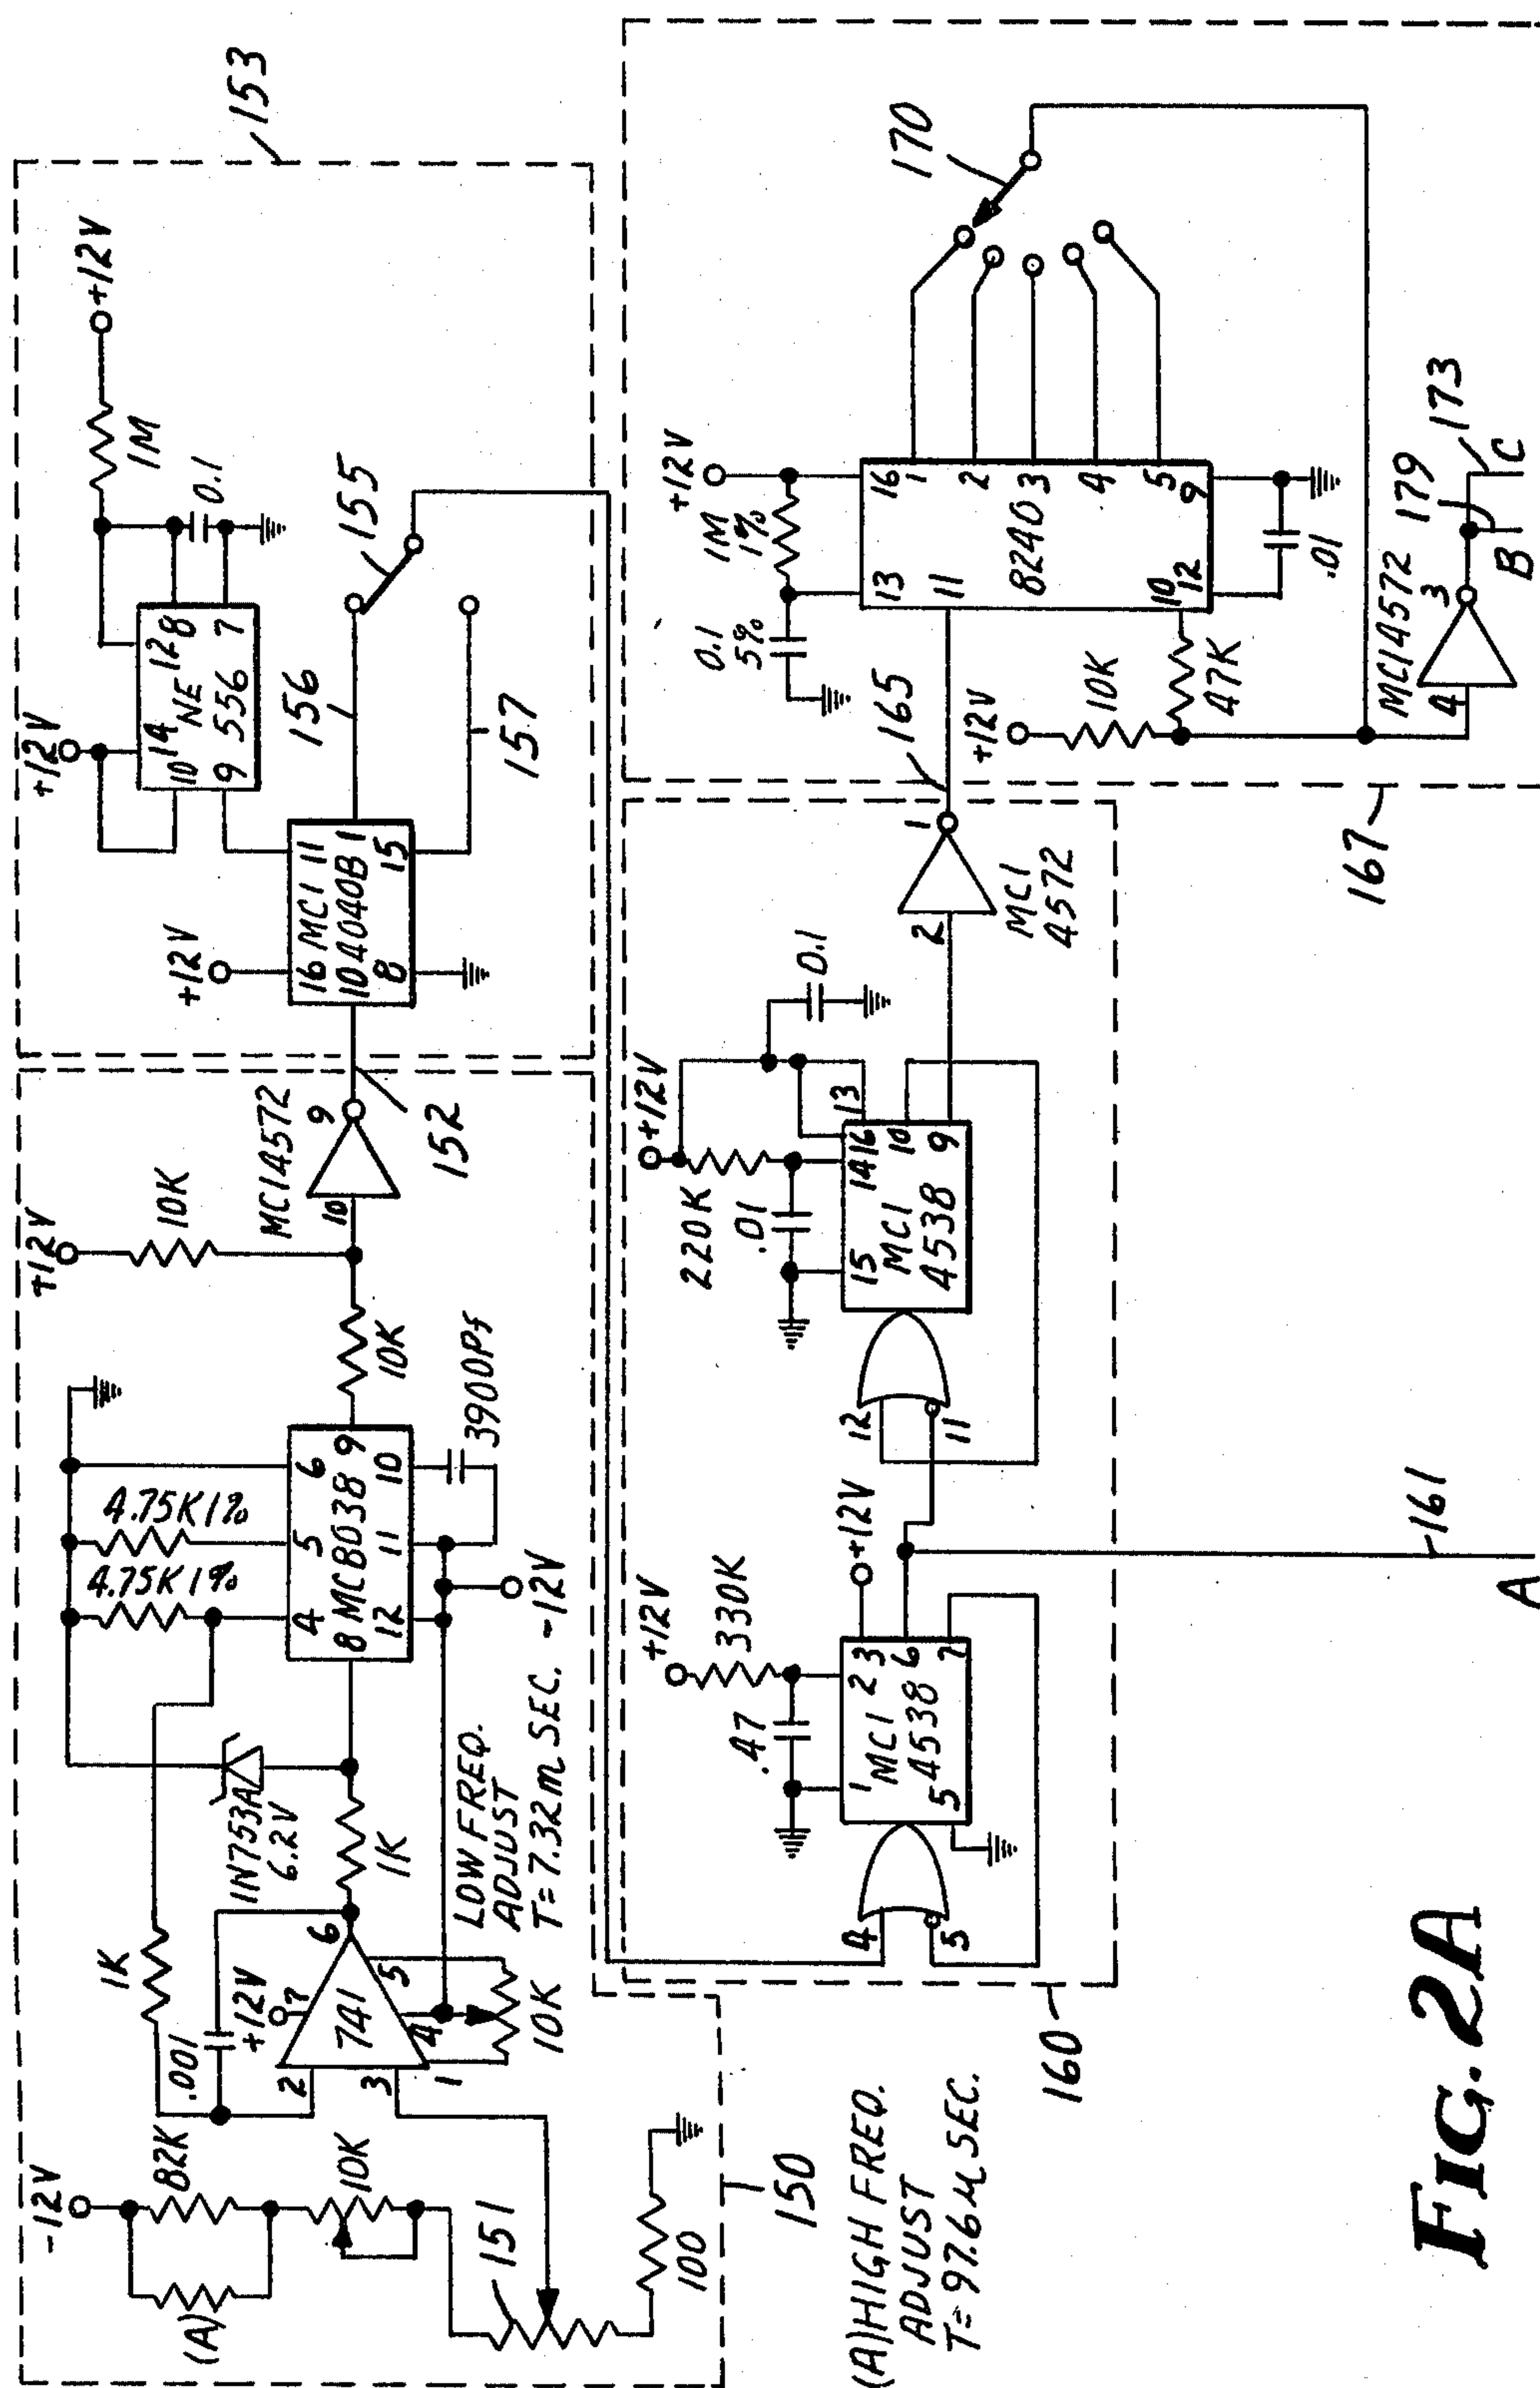 -12V
82K
(A)
10K
151
100
150
(A) HIGH FREQ.
ADJUST
T= 97.6 µ SEC.
1K
.001
+12V
7
2
3
741
6
5
4
1
10K
LOW FREQ.
ADJUST
T= 7.32 m SEC.
-12V
1K
1N753A
6.2V
4.75K 1%
4.75K 1%
4 5 6
8 MC8038 9
12 11 10
3900Pf
10K
+12V
10K
MC14572
10
9
152
+12V
16 MC1 11
10 4040B 1
8 15
+12V
14 12
10 NE 8
9 556 7
1M
+12V
0.1
156
155
157
153
4
5
160
+12V
330K
.47
1 2 3
MC1 6
5 4538 7
+12V
161
A
12
11
+12V
220K
.01
0.1
15 14 16 13
MC1 10
4538 9
2
1
MC1
4572
165
167
+12V
1M
1%
0.1
5%
13 16
11 1
2
8240 3
4
10 5
12 9
.01
170
+12V
10K
47K
MC14572
4
3
179
173
B C
FIG. 2A